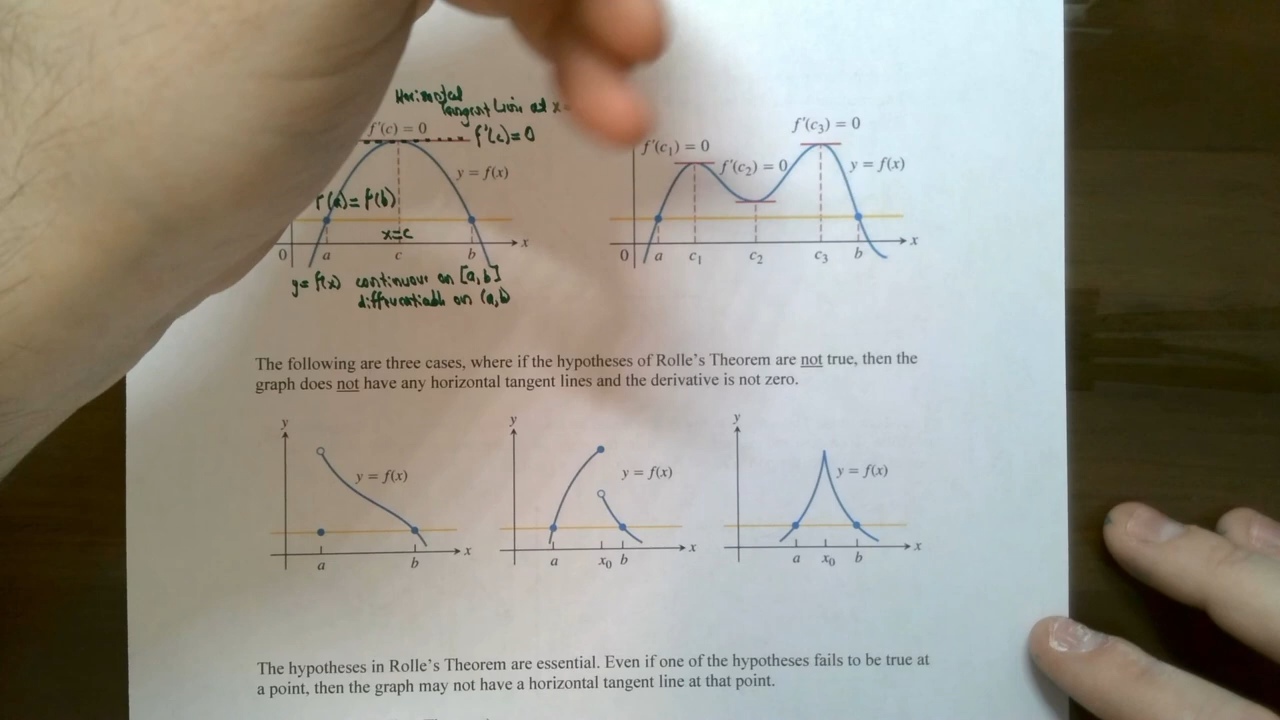 Horizontal
Tangent Line at x
f'(c) = 0
f'(c) = 0
y = f(x)
f(a) = f(b)
x=c
0 a c b x
y = f(x) continuous on [a,b]
differentiable on (a,b
f'(c₁) = 0
f'(c₂) = 0
f'(c₃) = 0
y = f(x)
0 a c₁ c₂ c₃ b x
The following are three cases, where if the hypotheses of Rolle's Theorem are not true, then the
graph does not have any horizontal tangent lines and the derivative is not zero.
y
y = f(x)
a b x
y
y = f(x)
a x₀ b x
y
y = f(x)
a x₀ b x
The hypotheses in Rolle's Theorem are essential. Even if one of the hypotheses fails to be true at
a point, then the graph may not have a horizontal tangent line at that point.